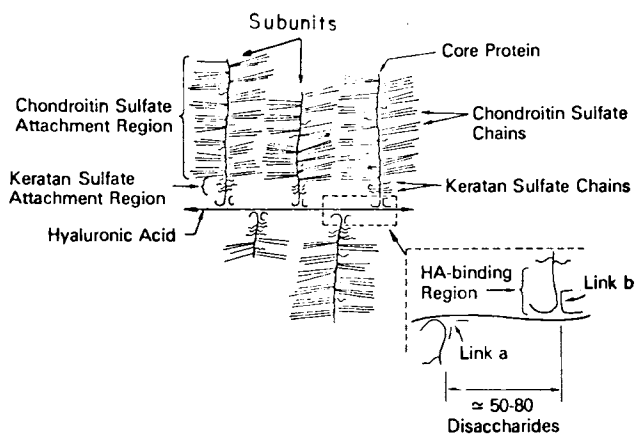 Subunits
Core Protein
Chondroitin Sulfate
Attachment Region
Chondroitin Sulfate
Chains
Keratan Sulfate
Attachment Region
Keratan Sulfate Chains
Hyaluronic Acid
HA-binding
Region
Link b
Link a
≃ 50-80
Disaccharides